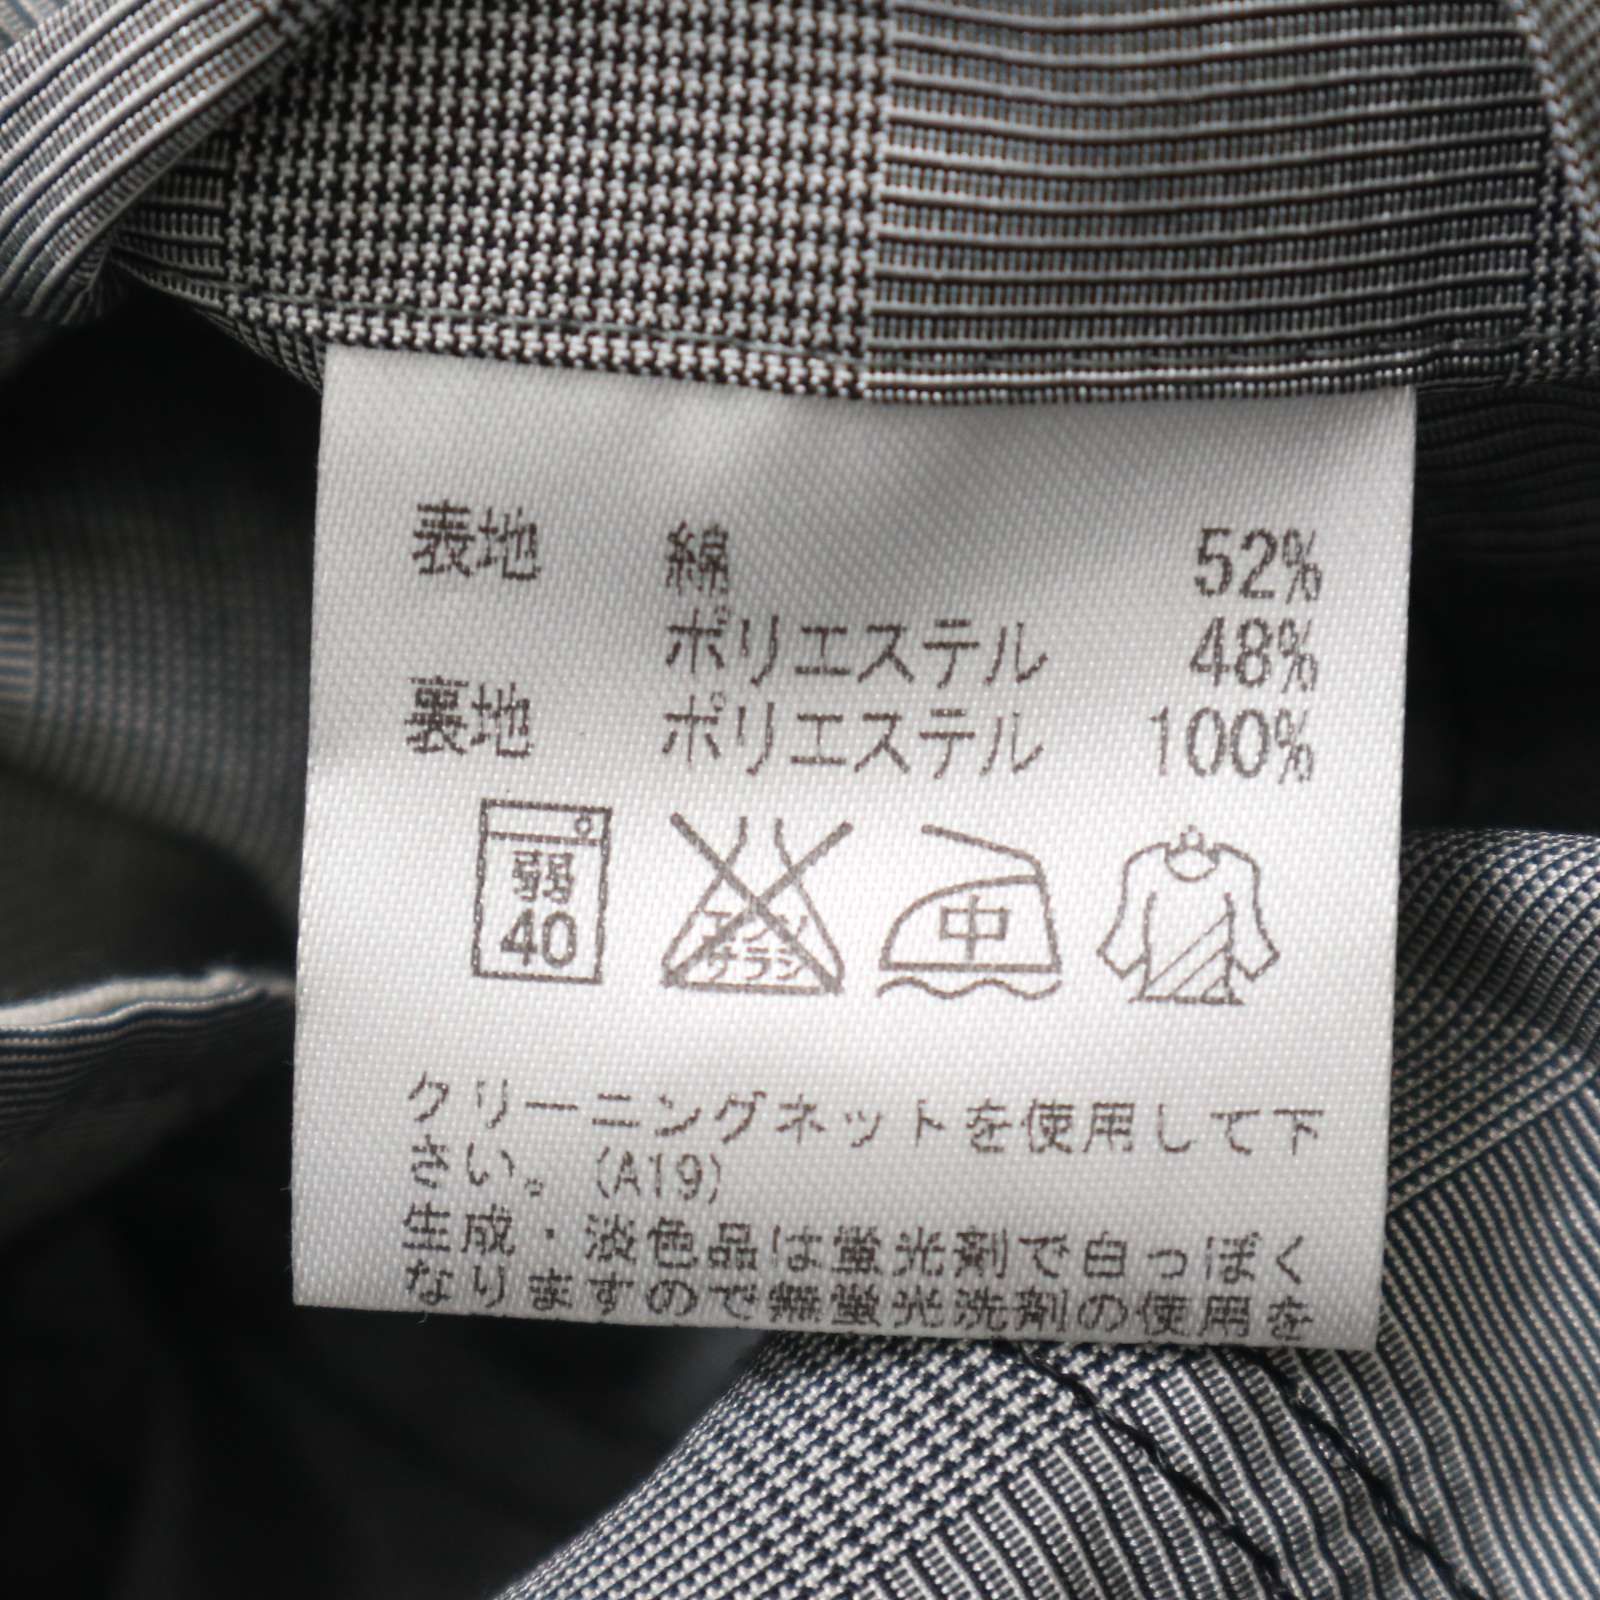 表地 綿 52%
ポリエステル 48%
裏地 ポリエステル 100%
弱
40
エンソ
サラシ
中
クリーニングネットを使用して下
さい。(A19)
生成・淡色品は蛍光剤で白っぽく
なりますので無蛍光洗剤の使用を